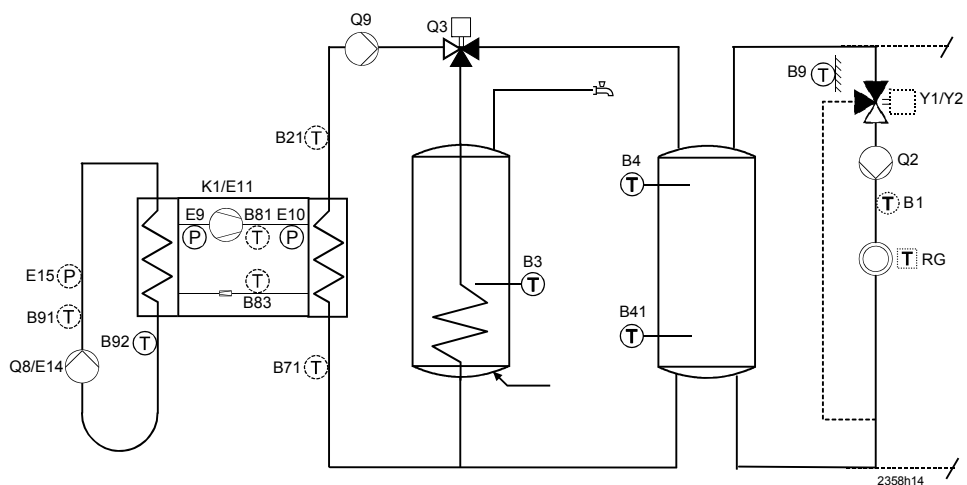 Q9
Q3
B9 T
Y1/Y2
B21 T
B4
T
Q2
K1/E11
E9 B81 E10
P T P
T B1
E15 P
T
B83
B3
T
T RG
B91 T
B92 T
B41
T
Q8/E14
B71 T
2358h14